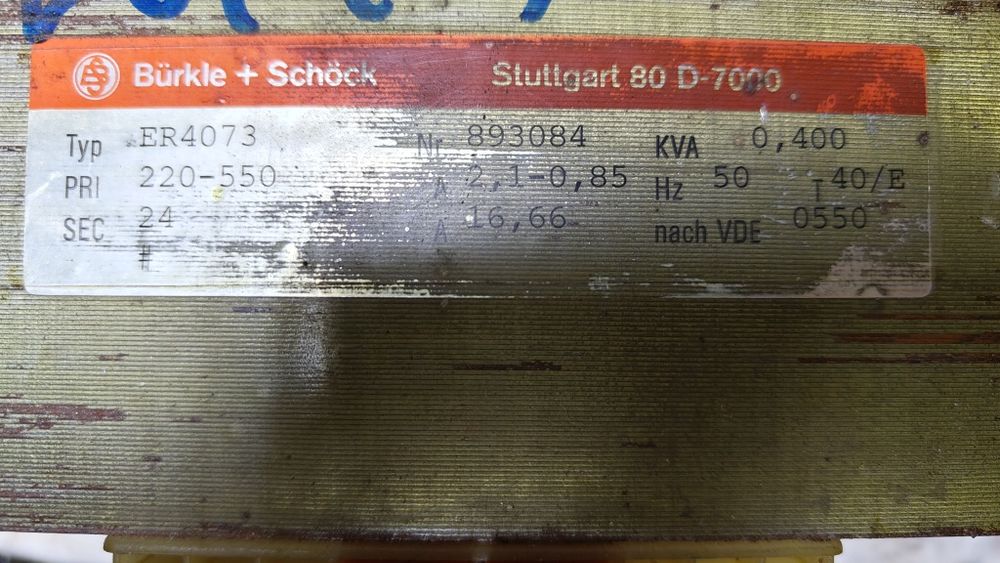 Bürkle + Schöck Stuttgart 80 D-7000
Typ ER4073 Nr. 893084 KVA 0,400
PRI 220-550 A 2,1-0,85 Hz 50 T 40/E
SEC 24 A 16,66 nach VDE 0550
#